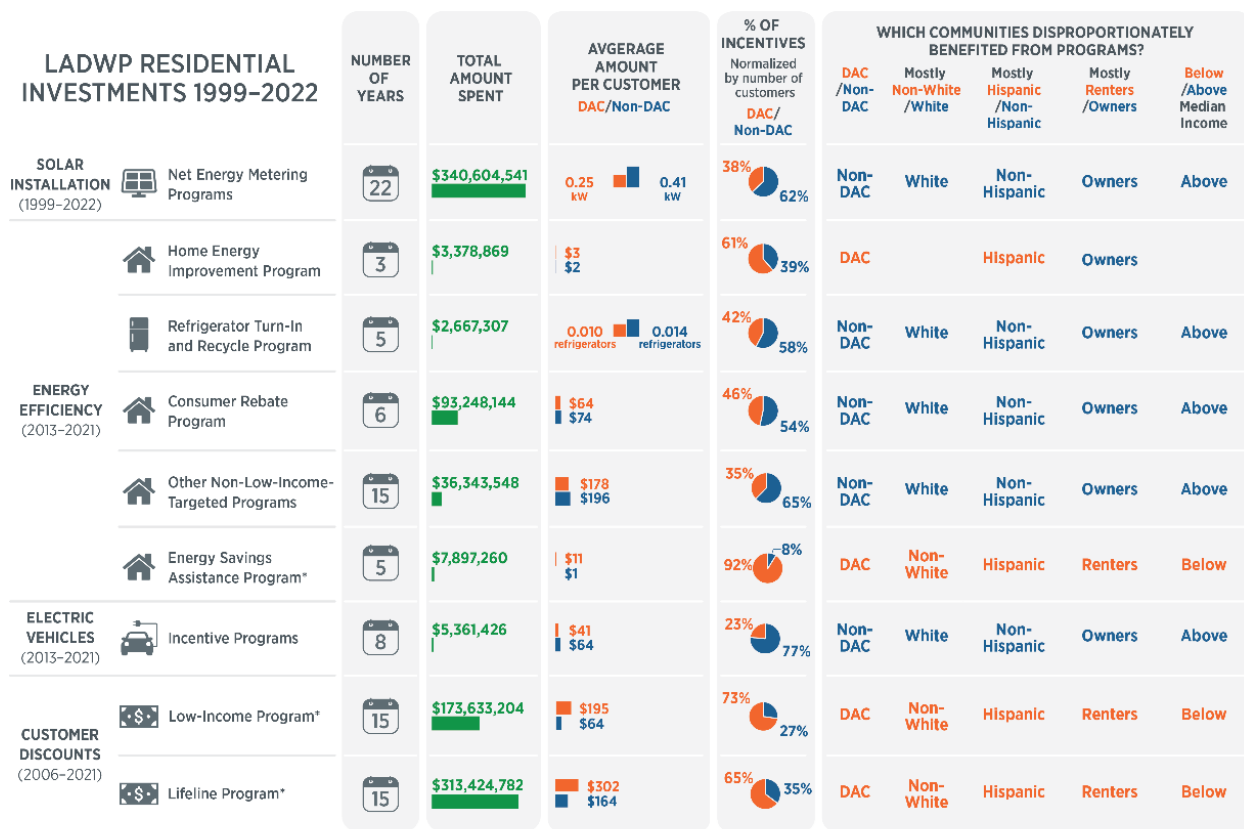 LADWP RESIDENTIAL
INVESTMENTS 1999–2022
NUMBER
OF
YEARS
TOTAL
AMOUNT
SPENT
AVGERAGE
AMOUNT
PER CUSTOMER
DAC/Non-DAC
% OF
INCENTIVES
Normalized
by number of
customers
DAC/
Non-DAC
WHICH COMMUNITIES DISPROPORTIONATELY
BENEFITED FROM PROGRAMS?
DAC
/Non-
DAC
Mostly
Non-White
/White
Mostly
Hispanic
/Non-
Hispanic
Mostly
Renters
/Owners
Below
/Above
Median
Income
SOLAR
INSTALLATION
(1999–2022)
Net Energy Metering
Programs
22
$340,604,541
0.25
kW
0.41
kW
38%
62%
Non-
DAC
White
Non-
Hispanic
Owners
Above
ENERGY
EFFICIENCY
(2013–2021)
Home Energy
Improvement Program
3
$3,378,869
$3
$2
61%
39%
DAC
Hispanic
Owners
Refrigerator Turn-In
and Recycle Program
5
$2,667,307
0.010
refrigerators
0.014
refrigerators
42%
58%
Non-
DAC
White
Non-
Hispanic
Owners
Above
Consumer Rebate
Program
6
$93,248,144
$64
$74
46%
54%
Non-
DAC
White
Non-
Hispanic
Owners
Above
Other Non-Low-Income-
Targeted Programs
15
$36,343,548
$178
$196
35%
65%
Non-
DAC
White
Non-
Hispanic
Owners
Above
Energy Savings
Assistance Program*
5
$7,897,260
$11
$1
92%
8%
DAC
Non-
White
Hispanic
Renters
Below
ELECTRIC
VEHICLES
(2013–2021)
Incentive Programs
8
$5,361,426
$41
$64
23%
77%
Non-
DAC
White
Non-
Hispanic
Owners
Above
CUSTOMER
DISCOUNTS
(2006–2021)
$
Low-Income Program*
15
$173,633,204
$195
$64
73%
27%
DAC
Non-
White
Hispanic
Renters
Below
$
Lifeline Program*
15
$313,424,782
$302
$164
65%
35%
DAC
Non-
White
Hispanic
Renters
Below